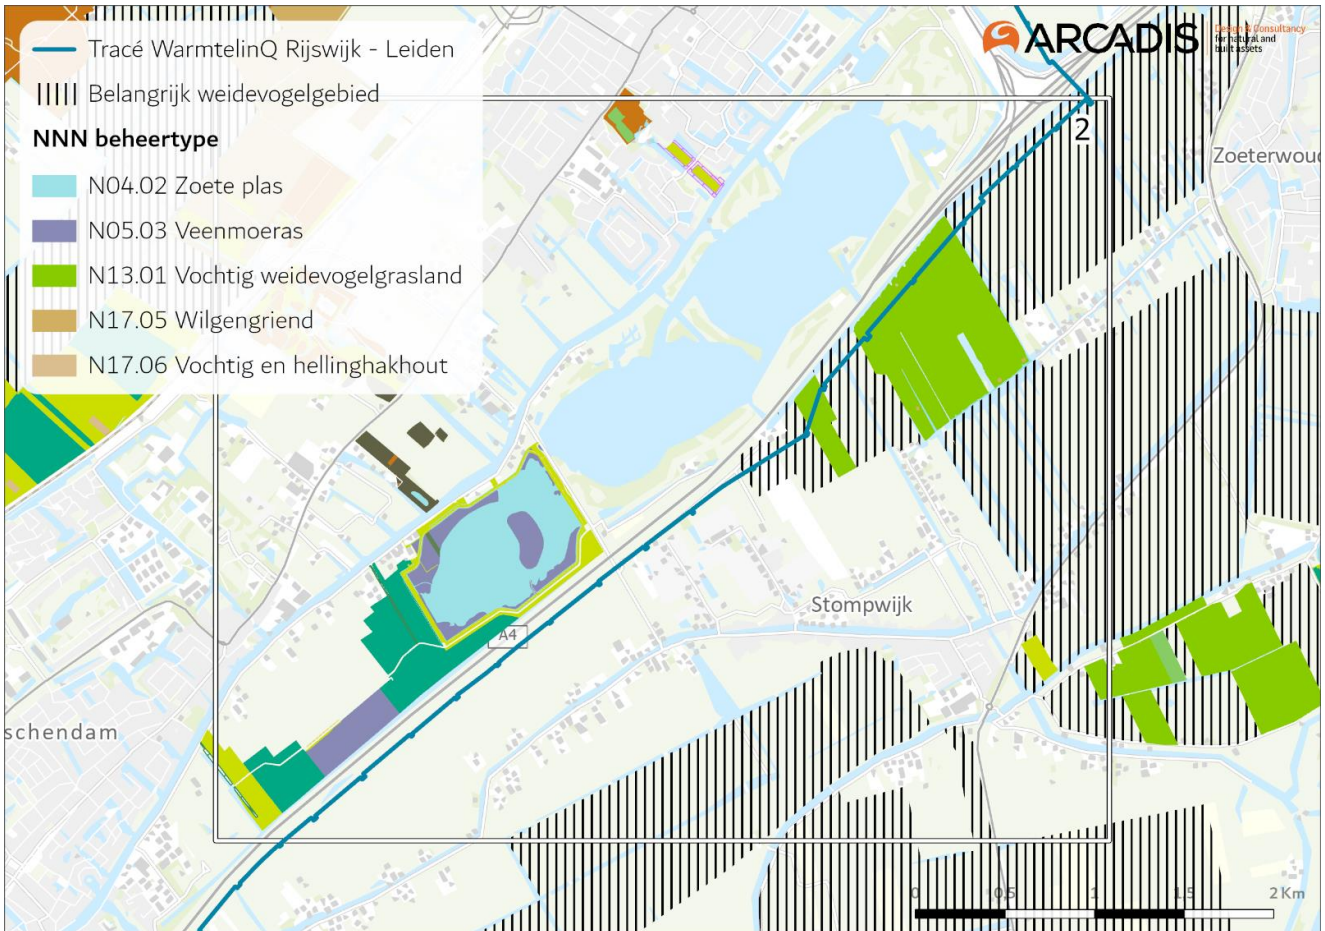 Tracé WarmtelinQ Rijswijk - Leiden
Belangrijk weidevogelgebied
NNN beheertype
N04.02 Zoete plas
N05.03 Veenmoeras
N13.01 Vochtig weidevogelgrasland
N17.05 Wilgengriend
N17.06 Vochtig en hellinghakhout
ARCADIS
Design & Consultancy
for natural and
built assets
2
Zoeterwoud
Stompwijk
A4
schendam
0 0,5 1 1,5 2 Km